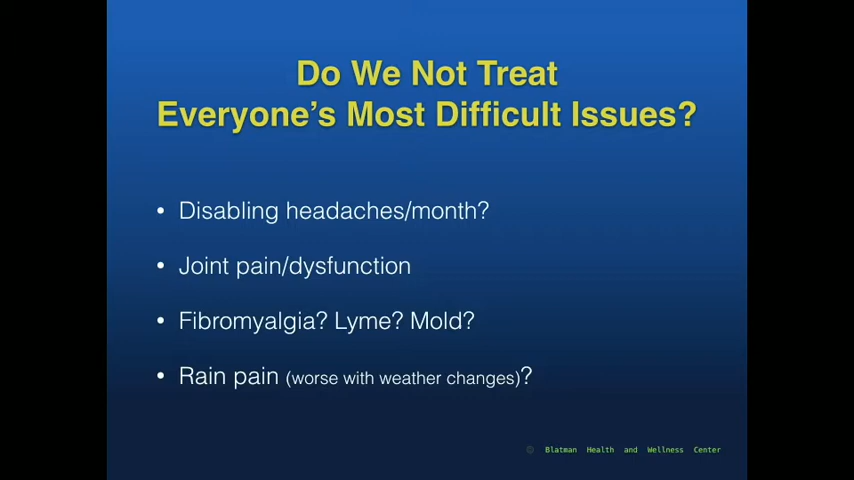 Do We Not Treat
Everyone's Most Difficult Issues?
• Disabling headaches/month?
• Joint pain/dysfunction
• Fibromyalgia? Lyme? Mold?
• Rain pain (worse with weather changes)?
© Blatman Health and Wellness Center